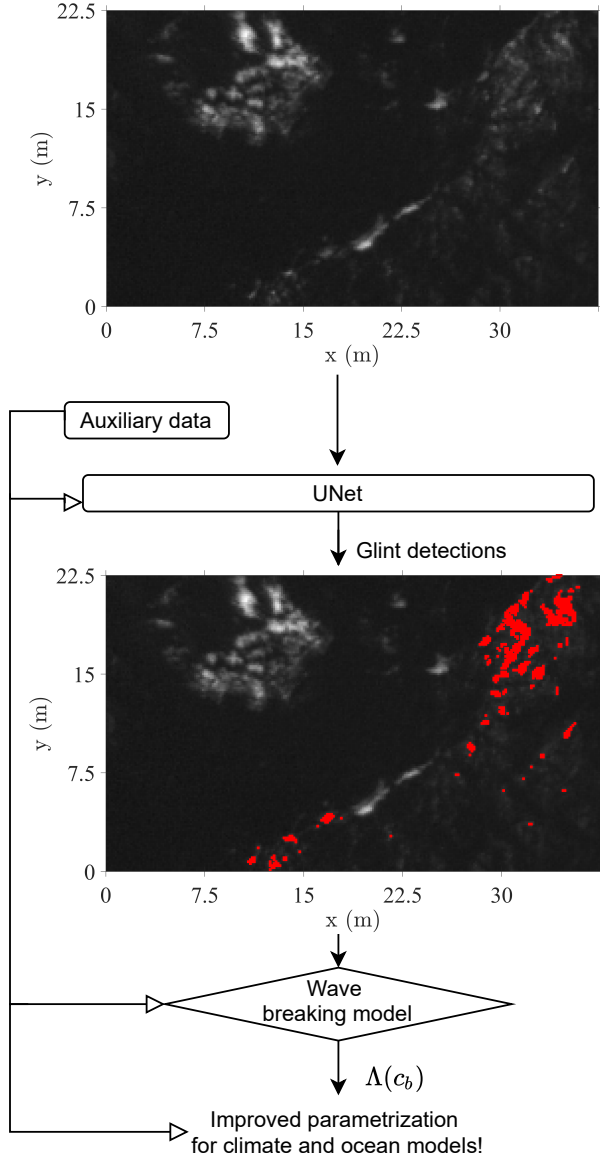 22.5
15
7.5
0
y (m)
0 7.5 15 22.5 30
x (m)
Auxiliary data
UNet
Glint detections
22.5
15
7.5
0
y (m)
0 7.5 15 22.5 30
x (m)
Wave
breaking model
Λ(c_b)
Improved parametrization
for climate and ocean models!